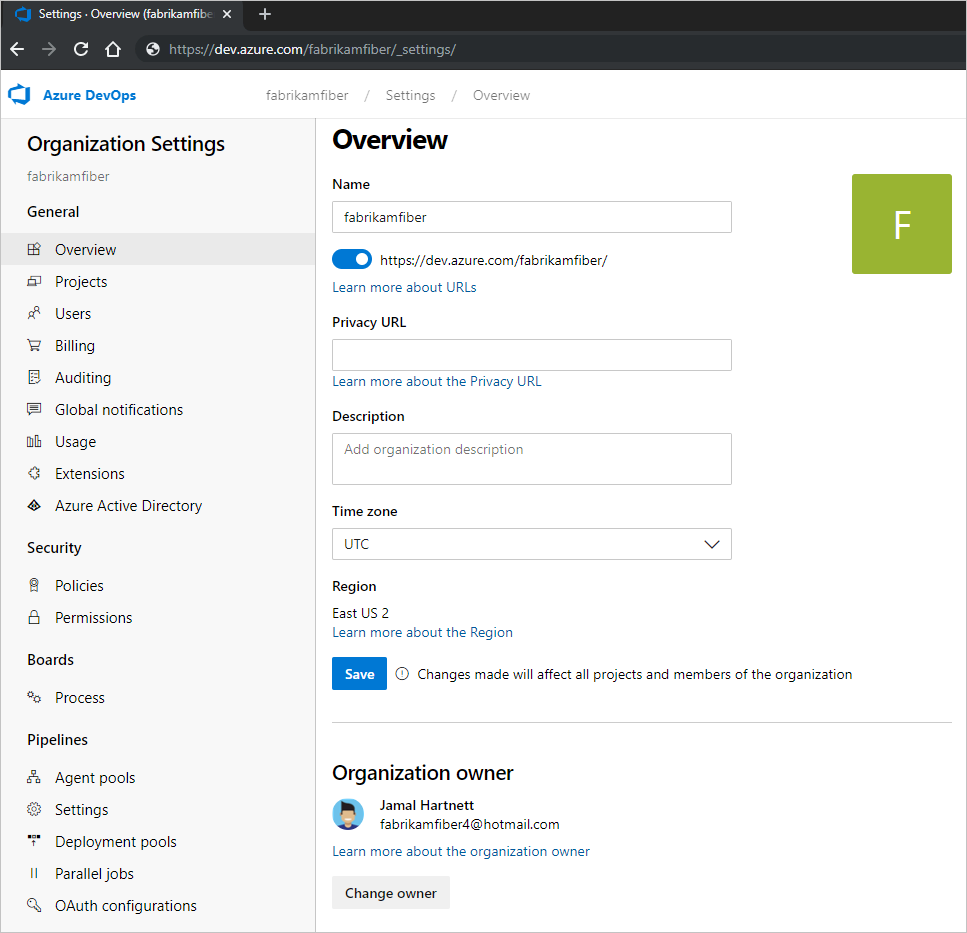 Settings · Overview (fabrikamfibe
https://dev.azure.com/fabrikamfiber/_settings/
Azure DevOps
fabrikamfiber / Settings / Overview
Organization Settings
fabrikamfiber
General
Overview
Projects
Users
Billing
Auditing
Global notifications
Usage
Extensions
Azure Active Directory
Security
Policies
Permissions
Boards
Process
Pipelines
Agent pools
Settings
Deployment pools
Parallel jobs
OAuth configurations
Overview
Name
fabrikamfiber
F
https://dev.azure.com/fabrikamfiber/
Learn more about URLs
Privacy URL
Learn more about the Privacy URL
Description
Add organization description
Time zone
UTC
Region
East US 2
Learn more about the Region
Save
Changes made will affect all projects and members of the organization
Organization owner
Jamal Hartnett
fabrikamfiber4@hotmail.com
Learn more about the organization owner
Change owner